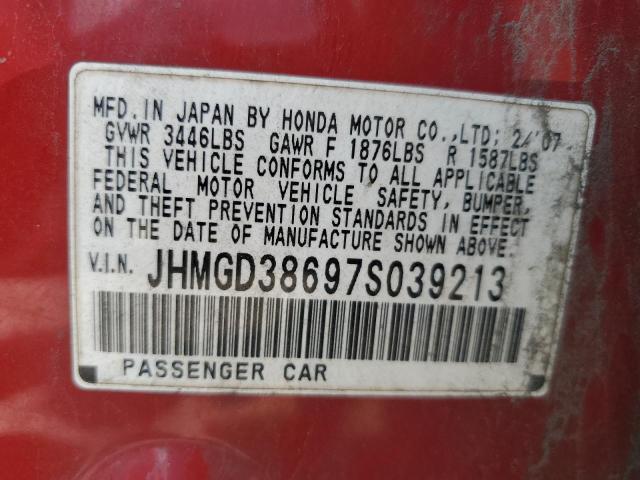 MFD. IN JAPAN BY HONDA MOTOR CO.,LTD; 2/'07
GVWR 3446LBS GAWR F 1876LBS R 1587LBS
THIS VEHICLE CONFORMS TO ALL APPLICABLE
FEDERAL MOTOR VEHICLE SAFETY, BUMPER,
AND THEFT PREVENTION STANDARDS IN EFFECT
ON THE DATE OF MANUFACTURE SHOWN ABOVE.
V.I.N. JHMGD38697S039213
PASSENGER CAR